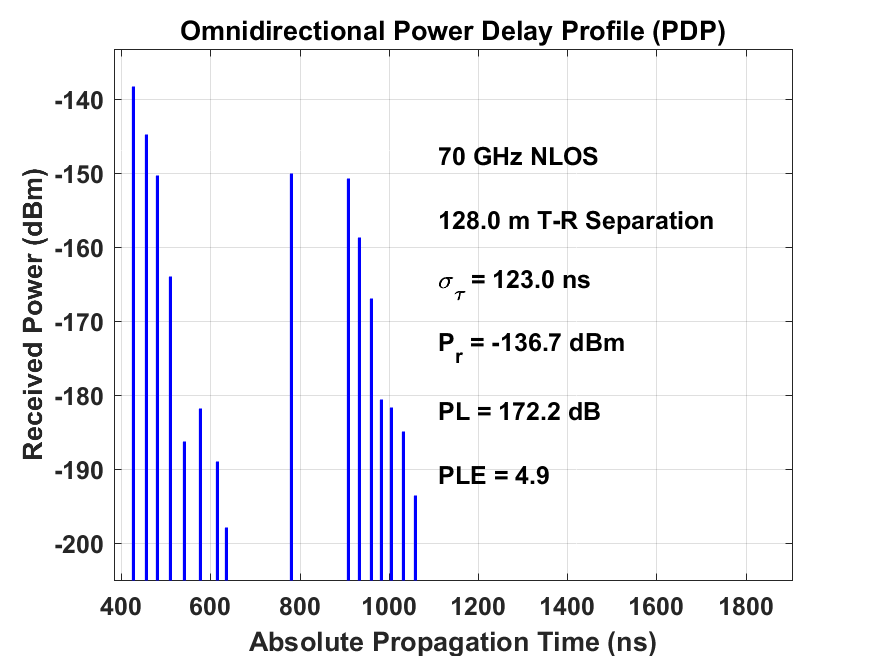 Omnidirectional Power Delay Profile (PDP)
Received Power (dBm)
-140
-150
-160
-170
-180
-190
-200
70 GHz NLOS
128.0 m T-R Separation
σ_τ = 123.0 ns
P_r = -136.7 dBm
PL = 172.2 dB
PLE = 4.9
400 600 800 1000 1200 1400 1600 1800
Absolute Propagation Time (ns)